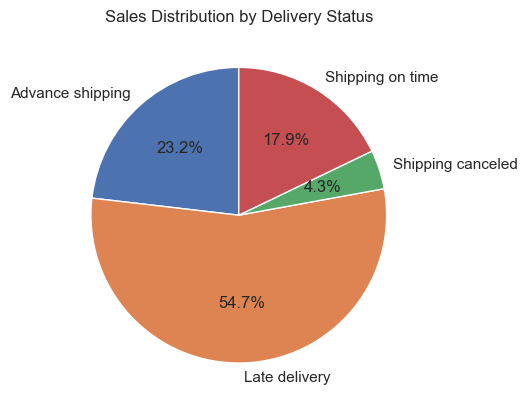 Sales Distribution by Delivery Status
Shipping on time
Advance shipping
17.9%
23.2%
Shipping canceled
4.3%
54.7%
Late delivery